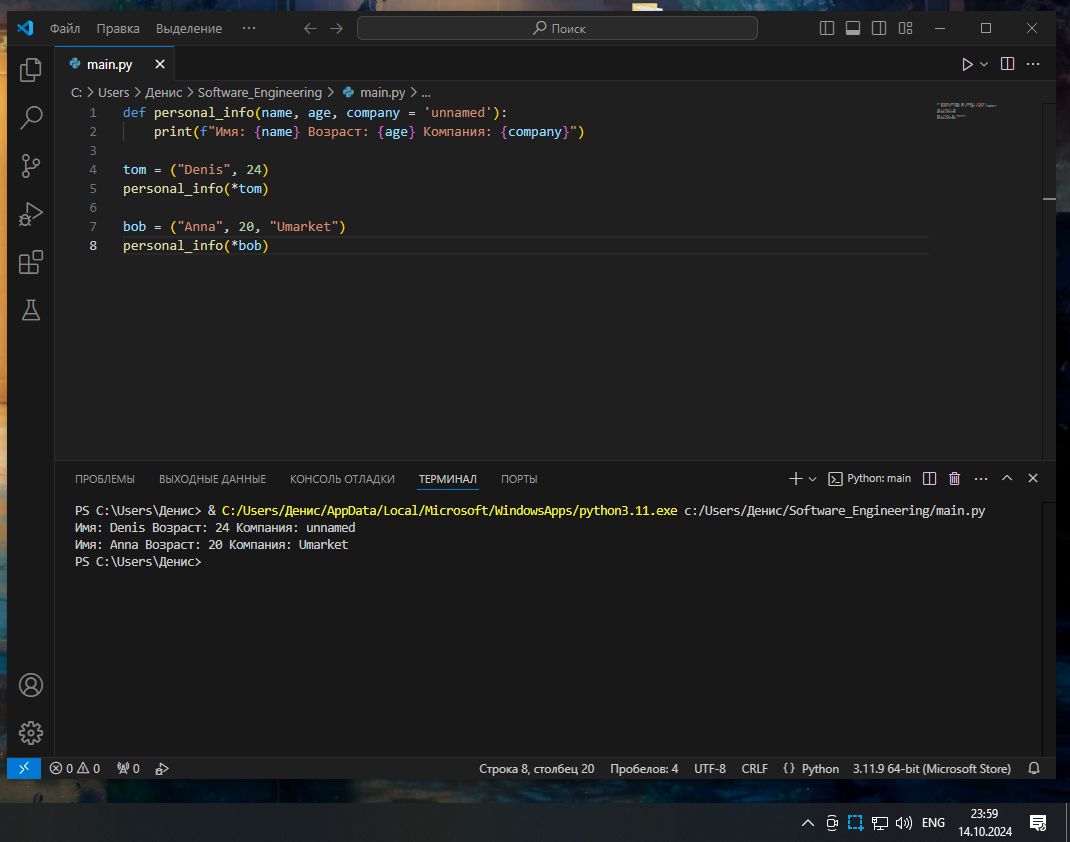 Файл Правка Выделение ··· Поиск
main.py
C: > Users > Денис > Software_Engineering > main.py > ...
1 def personal_info(name, age, company = 'unnamed'):
2     print(f"Имя: {name} Возраст: {age} Компания: {company}")
3
4 tom = ("Denis", 24)
5 personal_info(*tom)
6
7 bob = ("Anna", 20, "Umarket")
8 personal_info(*bob)
ПРОБЛЕМЫ ВЫХОДНЫЕ ДАННЫЕ КОНСОЛЬ ОТЛАДКИ ТЕРМИНАЛ ПОРТЫ Python: main
PS C:\Users\Денис> & C:/Users/Денис/AppData/Local/Microsoft/WindowsApps/python3.11.exe c:/Users/Денис/Software_Engineering/main.py
Имя: Denis Возраст: 24 Компания: unnamed
Имя: Anna Возраст: 20 Компания: Umarket
PS C:\Users\Денис>
0 0 0 Строка 8, столбец 20 Пробелов: 4 UTF-8 CRLF {} Python 3.11.9 64-bit (Microsoft Store)
ENG
23:59
14.10.2024